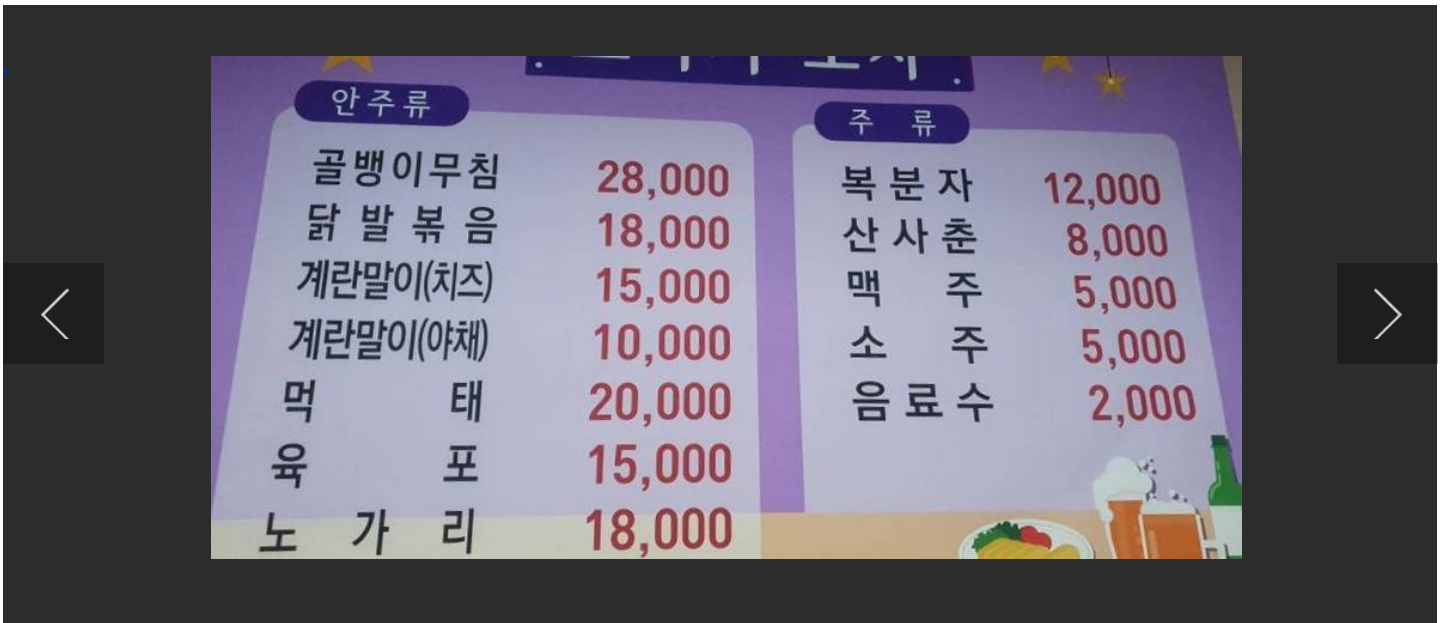 안주류
골뱅이무침 28,000
닭발볶음 18,000
계란말이(치즈) 15,000
계란말이(야채) 10,000
먹태 20,000
육포 15,000
노가리 18,000
주류
복분자 12,000
산사춘 8,000
맥주 5,000
소주 5,000
음료수 2,000